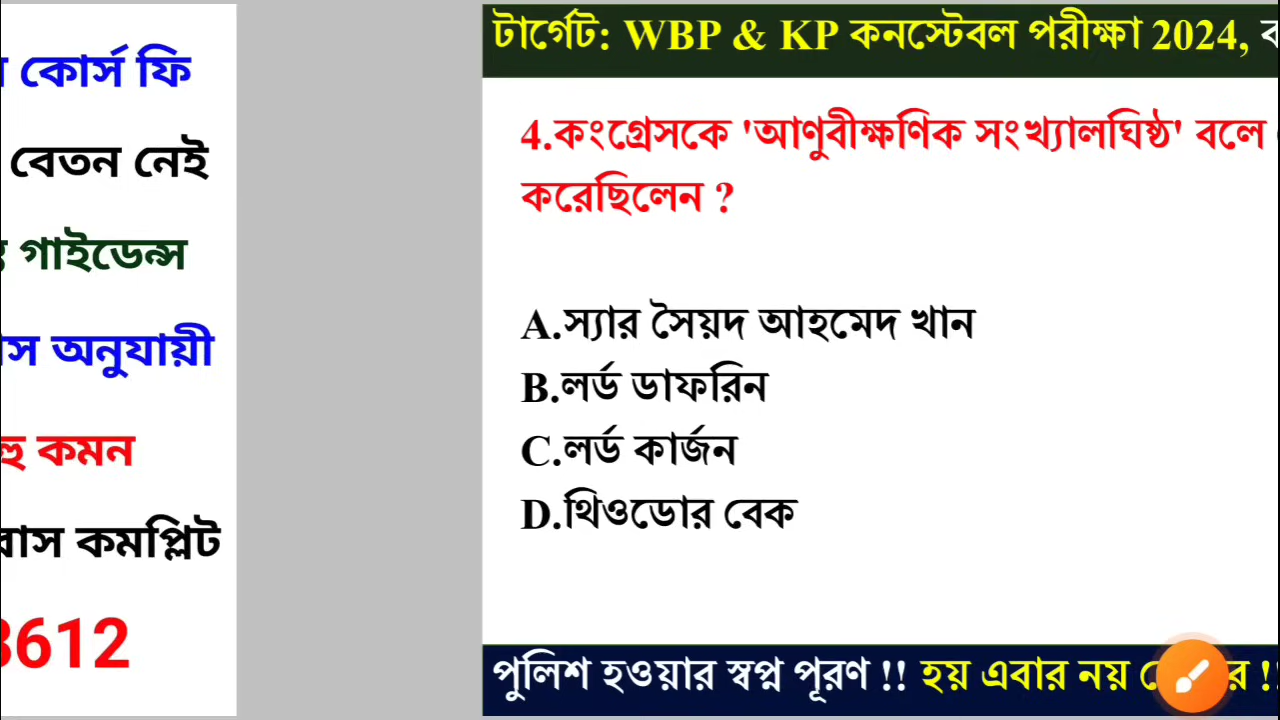 কোর্স ফি
বেতন নেই
গাইডেন্স
অনুযায়ী
কমন
কমপ্লিট
3612
টার্গেট: WBP & KP কনস্টেবল পরীক্ষা 2024,
4.কংগ্রেসকে 'আণুবীক্ষণিক সংখ্যালঘিষ্ঠ' বলে
করেছিলেন ?
A.স্যার সৈয়দ আহমেদ খান
B.লর্ড ডাফরিন
C.লর্ড কার্জন
D.থিওডোর বেক
পুলিশ হওয়ার স্বপ্ন পূরণ !! হয় এবার নয় !!